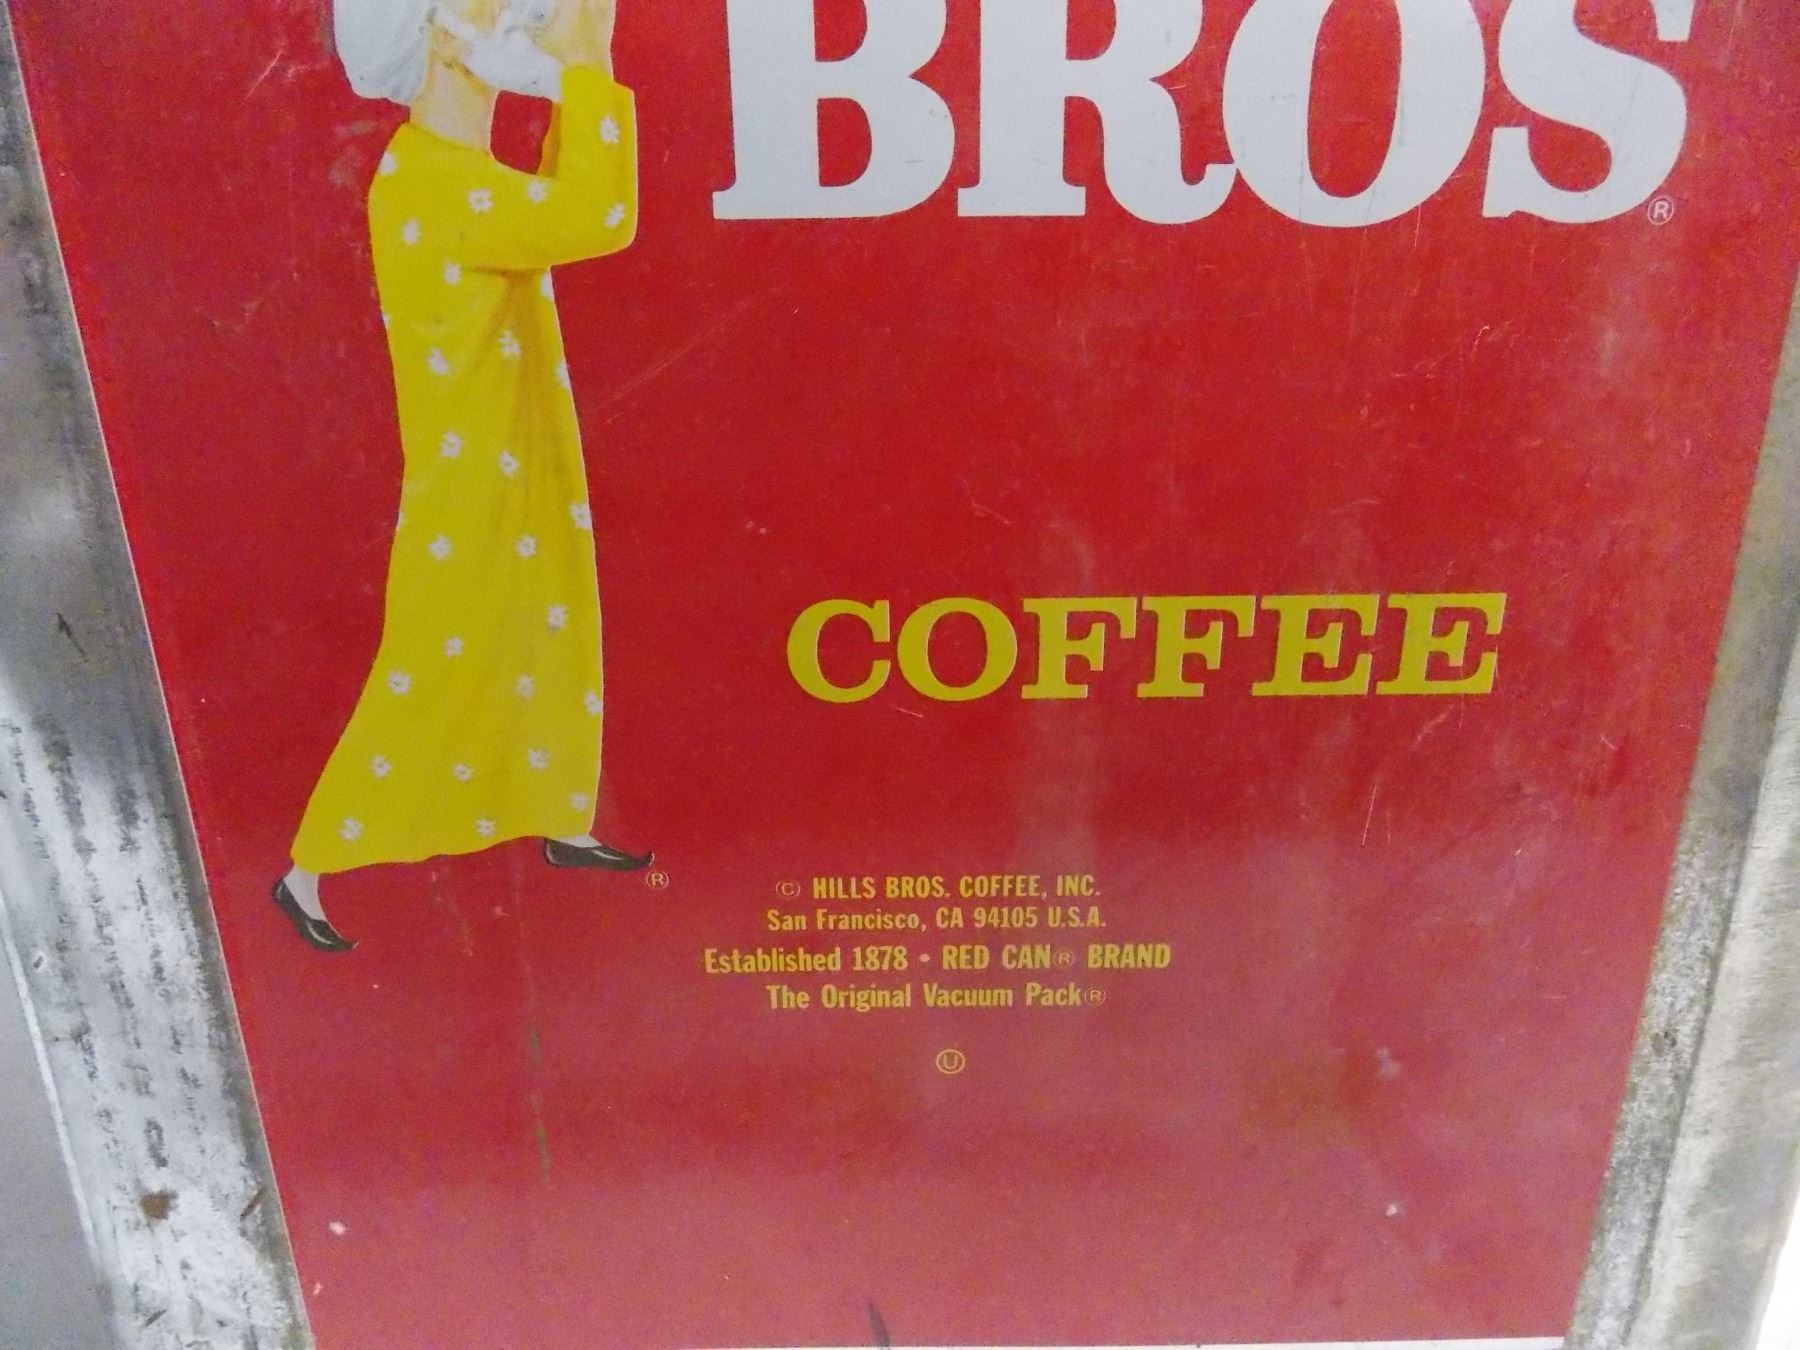 BROS®
COFFEE
®
© HILLS BROS. COFFEE, INC.
San Francisco, CA 94105 U.S.A.
Established 1878 • RED CAN® BRAND
The Original Vacuum Pack®
Ⓤ